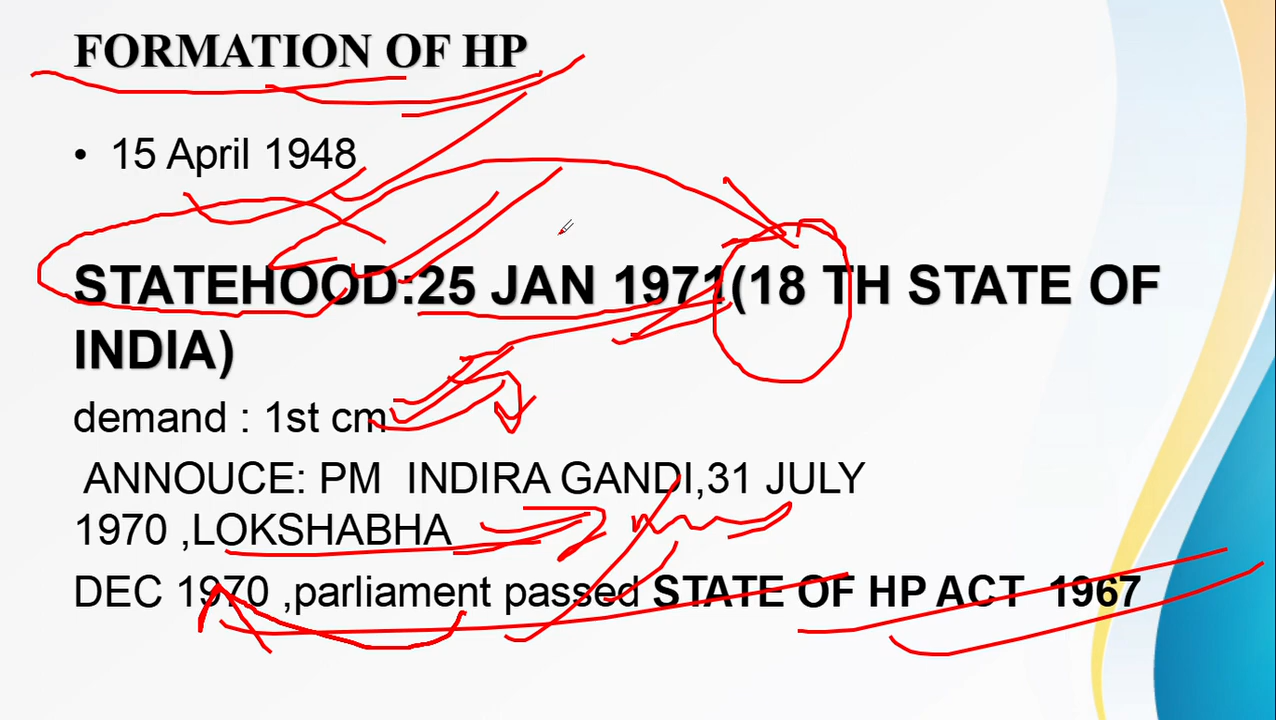 FORMATION OF HP
• 15 April 1948
STATEHOOD:25 JAN 1971(18 TH STATE OF
INDIA)
demand : 1st cm
ANNOUCE: PM INDIRA GANDI,31 JULY
1970 ,LOKSHABHA
DEC 1970 ,parliament passed STATE OF HP ACT 1967